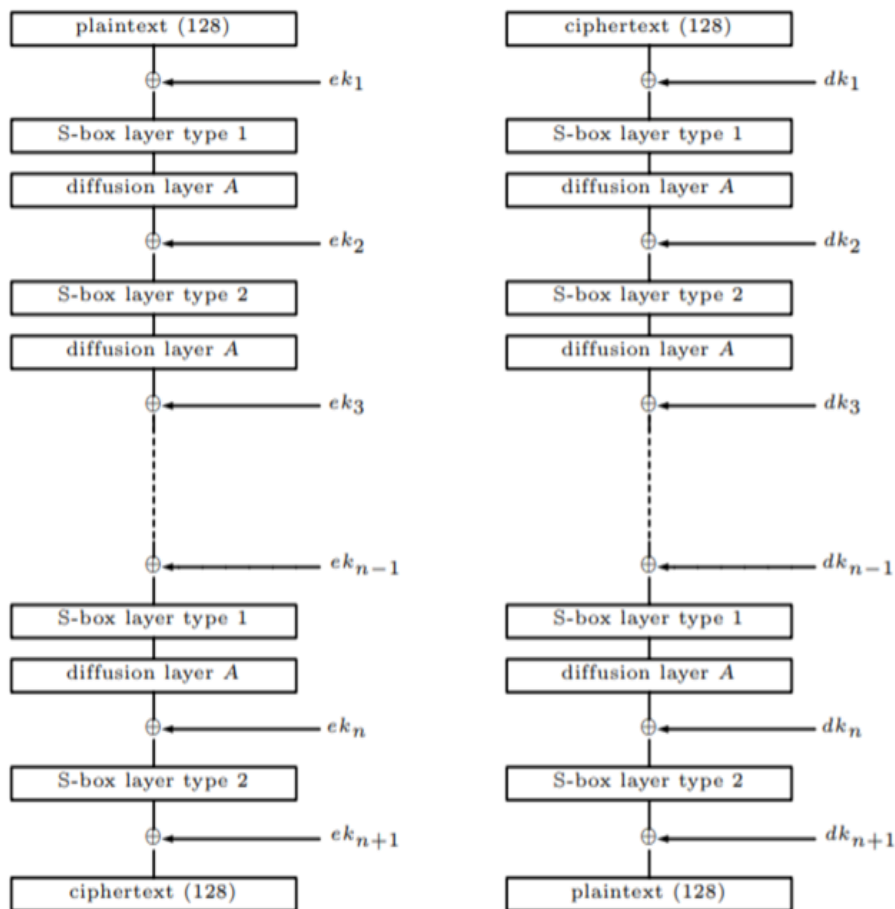 plaintext (128)
ek₁
S-box layer type 1
diffusion layer A
ek₂
S-box layer type 2
diffusion layer A
ek₃
ekₙ₋₁
S-box layer type 1
diffusion layer A
ekₙ
S-box layer type 2
ekₙ₊₁
ciphertext (128)
ciphertext (128)
dk₁
S-box layer type 1
diffusion layer A
dk₂
S-box layer type 2
diffusion layer A
dk₃
dkₙ₋₁
S-box layer type 1
diffusion layer A
dkₙ
S-box layer type 2
dkₙ₊₁
plaintext (128)